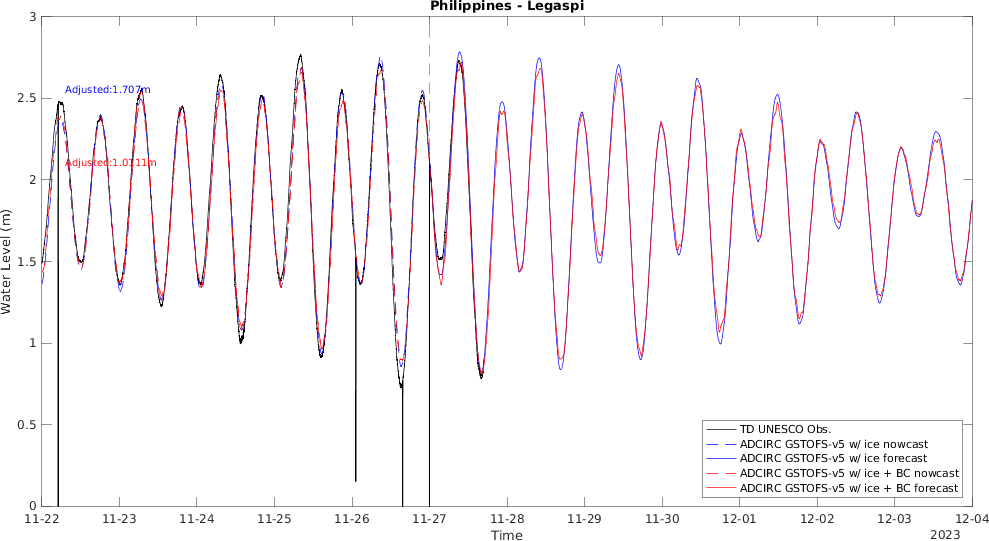 Philippines - Legaspi
3
2.5
2
1.5
1
0.5
0
Water Level (m)
Adjusted:1.707m
Adjusted:1.0711m
TD UNESCO Obs.
ADCIRC GSTOFS-v5 w/ ice nowcast
ADCIRC GSTOFS-v5 w/ ice forecast
ADCIRC GSTOFS-v5 w/ ice + BC nowcast
ADCIRC GSTOFS-v5 w/ ice + BC forecast
11-22 11-23 11-24 11-25 11-26 11-27 11-28 11-29 11-30 12-01 12-02 12-03 12-04
Time
2023